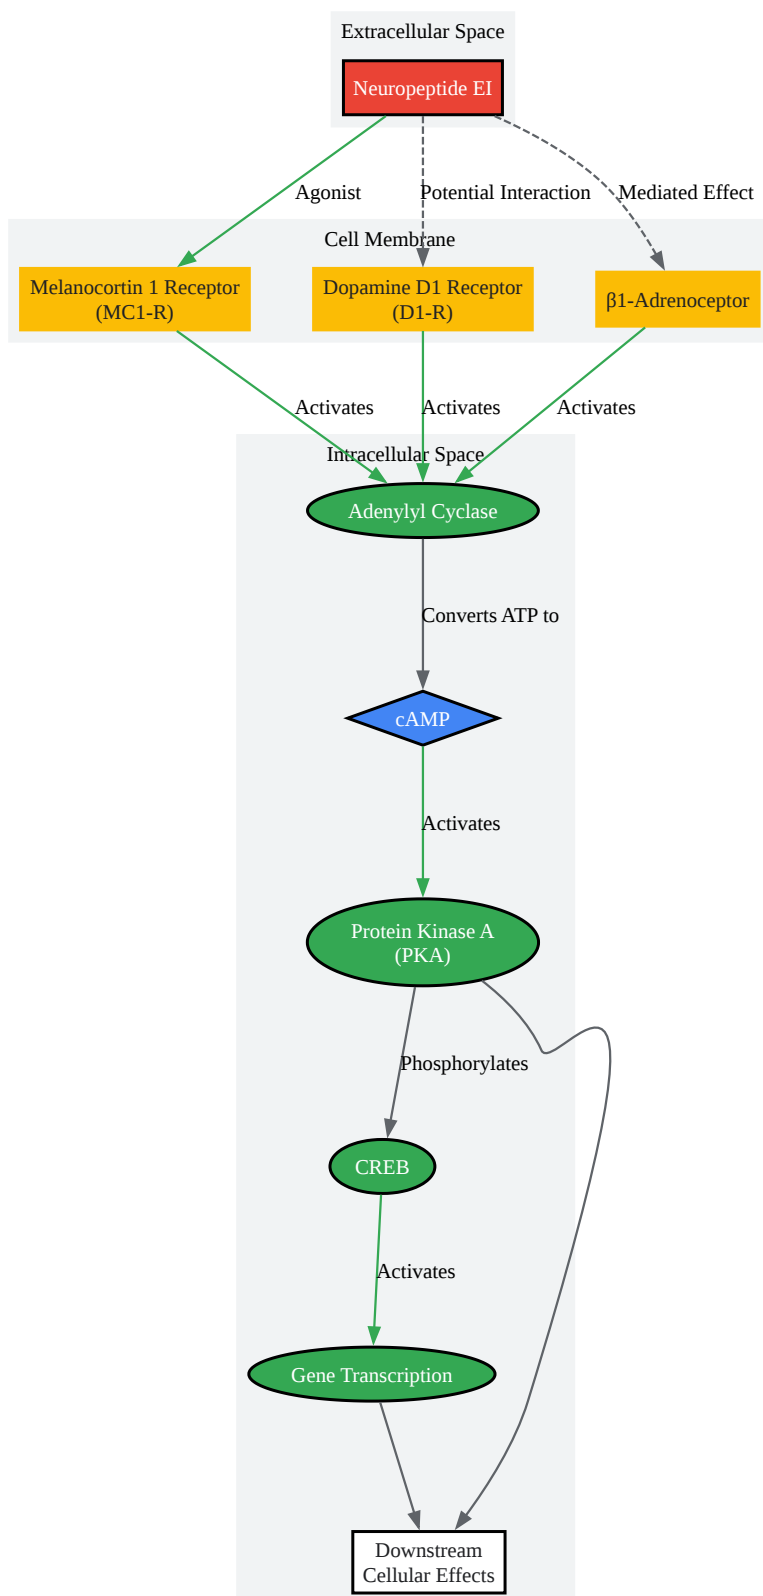 Extracellular Space
Neuropeptide EI
Agonist
Potential Interaction
Mediated Effect
Cell Membrane
Melanocortin 1 Receptor
(MC1-R)
Dopamine D1 Receptor
(D1-R)
β1-Adrenoceptor
Activates
Activates
Activates
Intracellular Space
Adenylyl Cyclase
Converts ATP to
cAMP
Activates
Protein Kinase A
(PKA)
Phosphorylates
CREB
Activates
Gene Transcription
Downstream
Cellular Effects